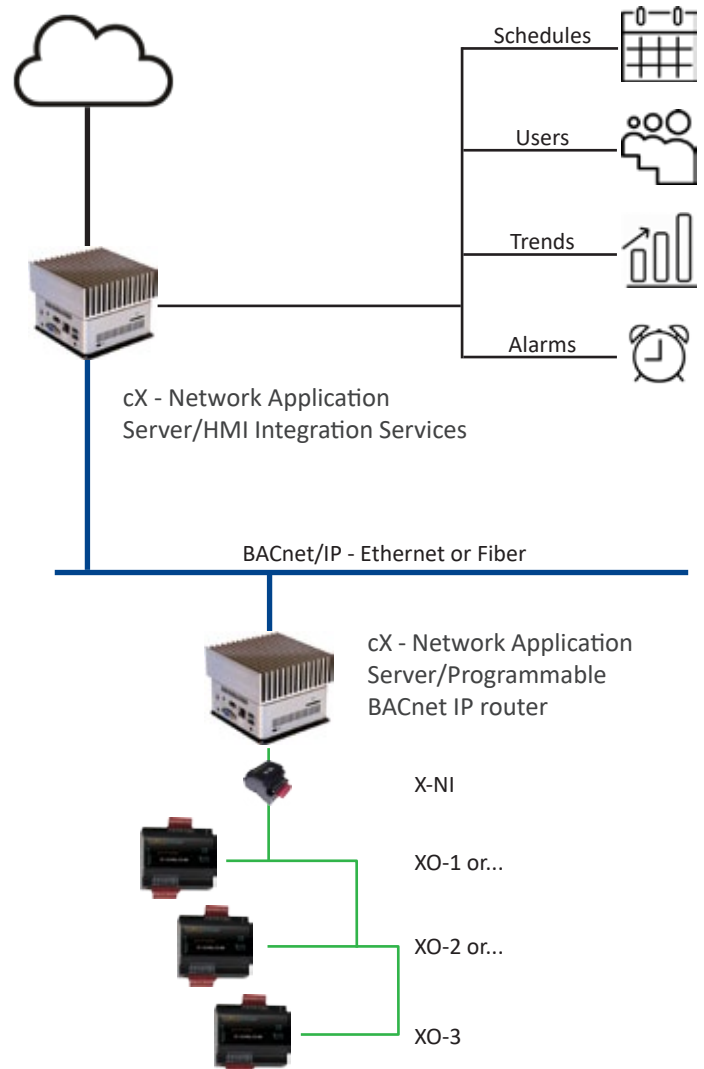 Schedules
Users
Trends
Alarms
cX - Network Application
Server/HMI Integration Services
BACnet/IP - Ethernet or Fiber
cX - Network Application
Server/Programmable
BACnet IP router
X-NI
XO-1 or...
XO-2 or...
XO-3